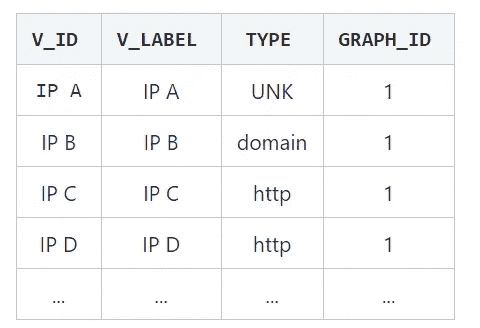 V_ID V_LABEL TYPE GRAPH_ID
IP A IP A UNK 1
IP B IP B domain 1
IP C IP C http 1
IP D IP D http 1
... ... ... ...